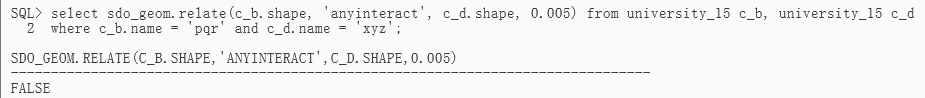 SQL> select sdo_geom.relate(c_b.shape, 'anyinteract', c_d.shape, 0.005) from university_15 c_b, university_15 c_d
2 where c_b.name = 'pqr' and c_d.name = 'xyz';
SDO_GEOM.RELATE(C_B.SHAPE,'ANYINTERACT',C_D.SHAPE,0.005)
--------------------------------------------------------------------------------
FALSE